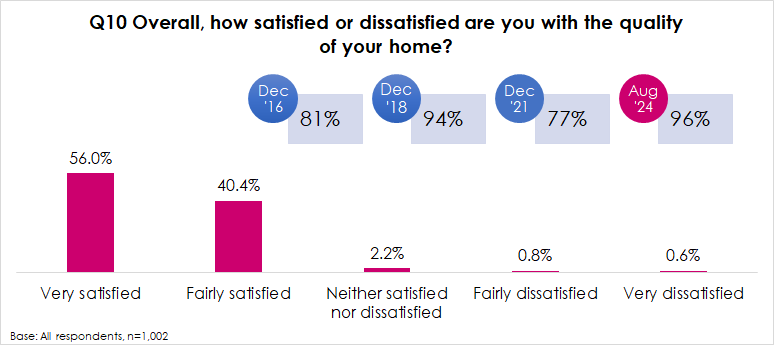 Q10 Overall, how satisfied or dissatisfied are you with the quality
of your home?
Dec
'16
81%
Dec
'18
94%
Dec
'21
77%
Aug
'24
96%
56.0%
40.4%
2.2%
0.8%
0.6%
Very satisfied
Fairly satisfied
Neither satisfied
nor dissatisfied
Fairly dissatisfied
Very dissatisfied
Base: All respondents, n=1,002